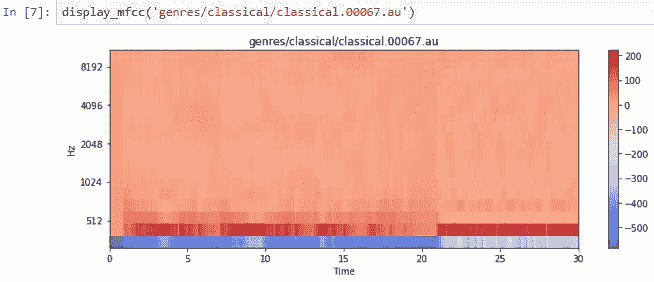 In [7]: display_mfcc('genres/classical/classical.00067.au')
genres/classical/classical.00067.au
8192
4096
2048
1024
512
Hz
0 5 10 15 20 25 30
Time
200
100
0
−100
−200
−300
−400
−500